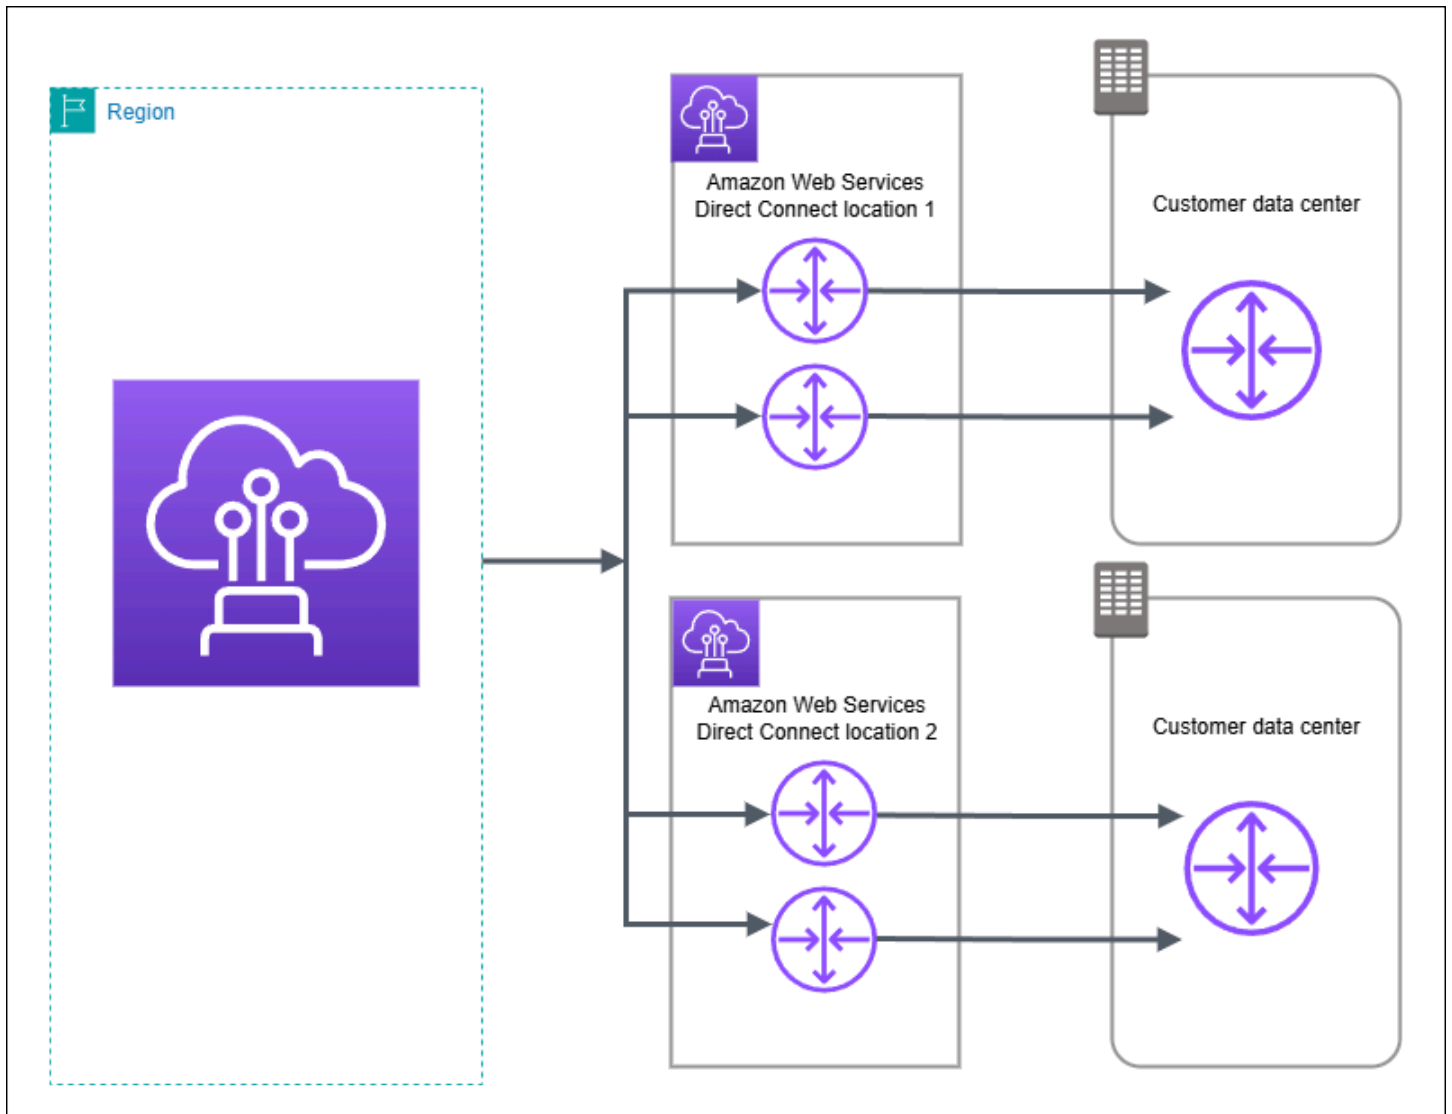 Region
Amazon Web Services
Direct Connect location 1
Customer data center
Amazon Web Services
Direct Connect location 2
Customer data center